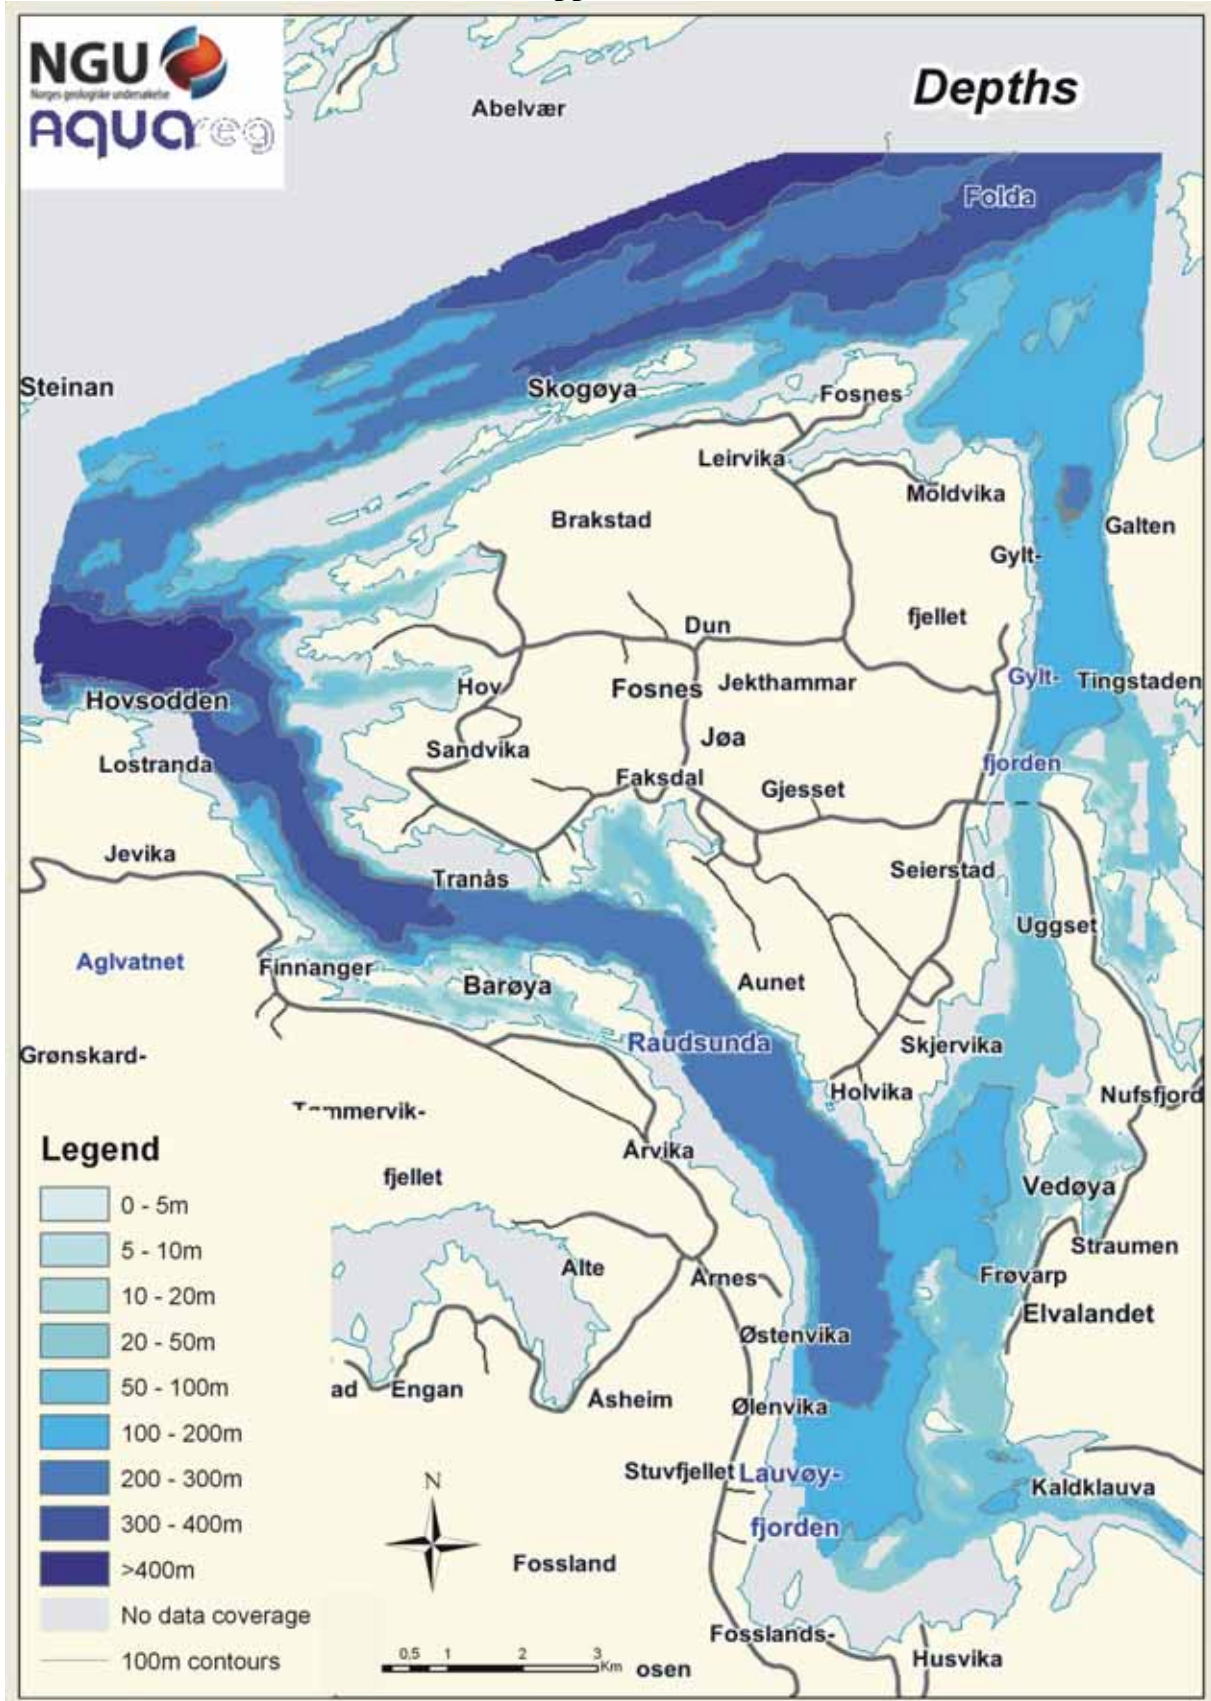 NGU
Norges geologiske undersøkelse
AQUAreg
Depths
Abelvær
Folda
Steinan
Skogøya
Fosnes
Leirvika
Moldvika
Brakstad
Galten
Gylt-
fjellet
Dun
Hov
Fosnes
Jekthammar
Gylt-
Tingstaden
Hovsodden
Jøa
Sandvika
Lostranda
fjorden
Faksdal
Gjesset
Jevika
Tranås
Seierstad
Uggset
Aglvatnet
Finnanger
Barøya
Aunet
Raudsunda
Skjervika
Grønskard-
Holvika
Nufsfjord
Tømmervik-
Årvika
fjellet
Vedøya
Straumen
Alte
Årnes
Frøvarp
Elvalandet
Østenvika
ad
Engan
Åsheim
Ølenvika
Stuvfjellet
Lauvøy-
Kaldklauva
fjorden
Fossland
Fosslands-
osen
Husvika
Legend
0 - 5m
5 - 10m
10 - 20m
20 - 50m
50 - 100m
100 - 200m
200 - 300m
300 - 400m
>400m
No data coverage
100m contours
N
0.5 1 2 3
Km